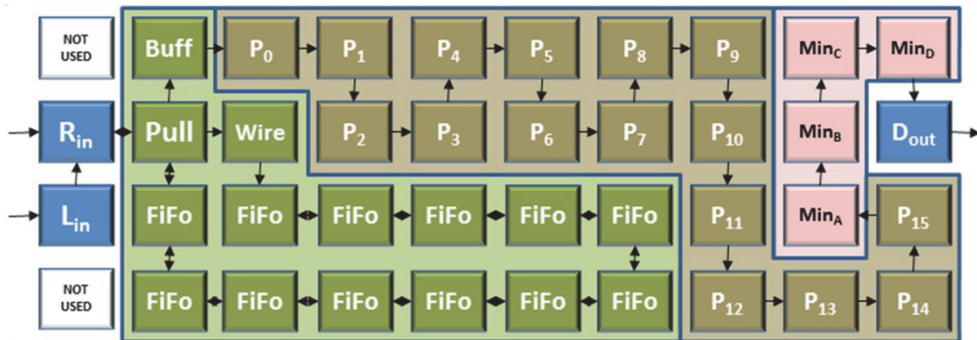 NOT
USED
Buff
P0
P1
P4
P5
P8
P9
MinC
MinD
Rin
Pull
Wire
P2
P3
P6
P7
P10
MinB
Dout
Lin
FiFo
FiFo
FiFo
FiFo
FiFo
FiFo
P11
MinA
P15
NOT
USED
FiFo
FiFo
FiFo
FiFo
FiFo
FiFo
P12
P13
P14